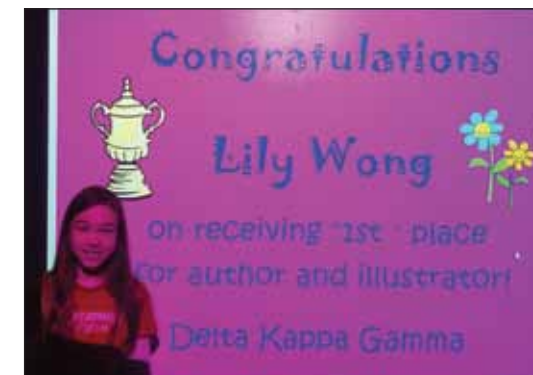 Congratulations
Lily Wong
on receiving "1st" place
for author and illustrator!
Delta Kappa Gamma